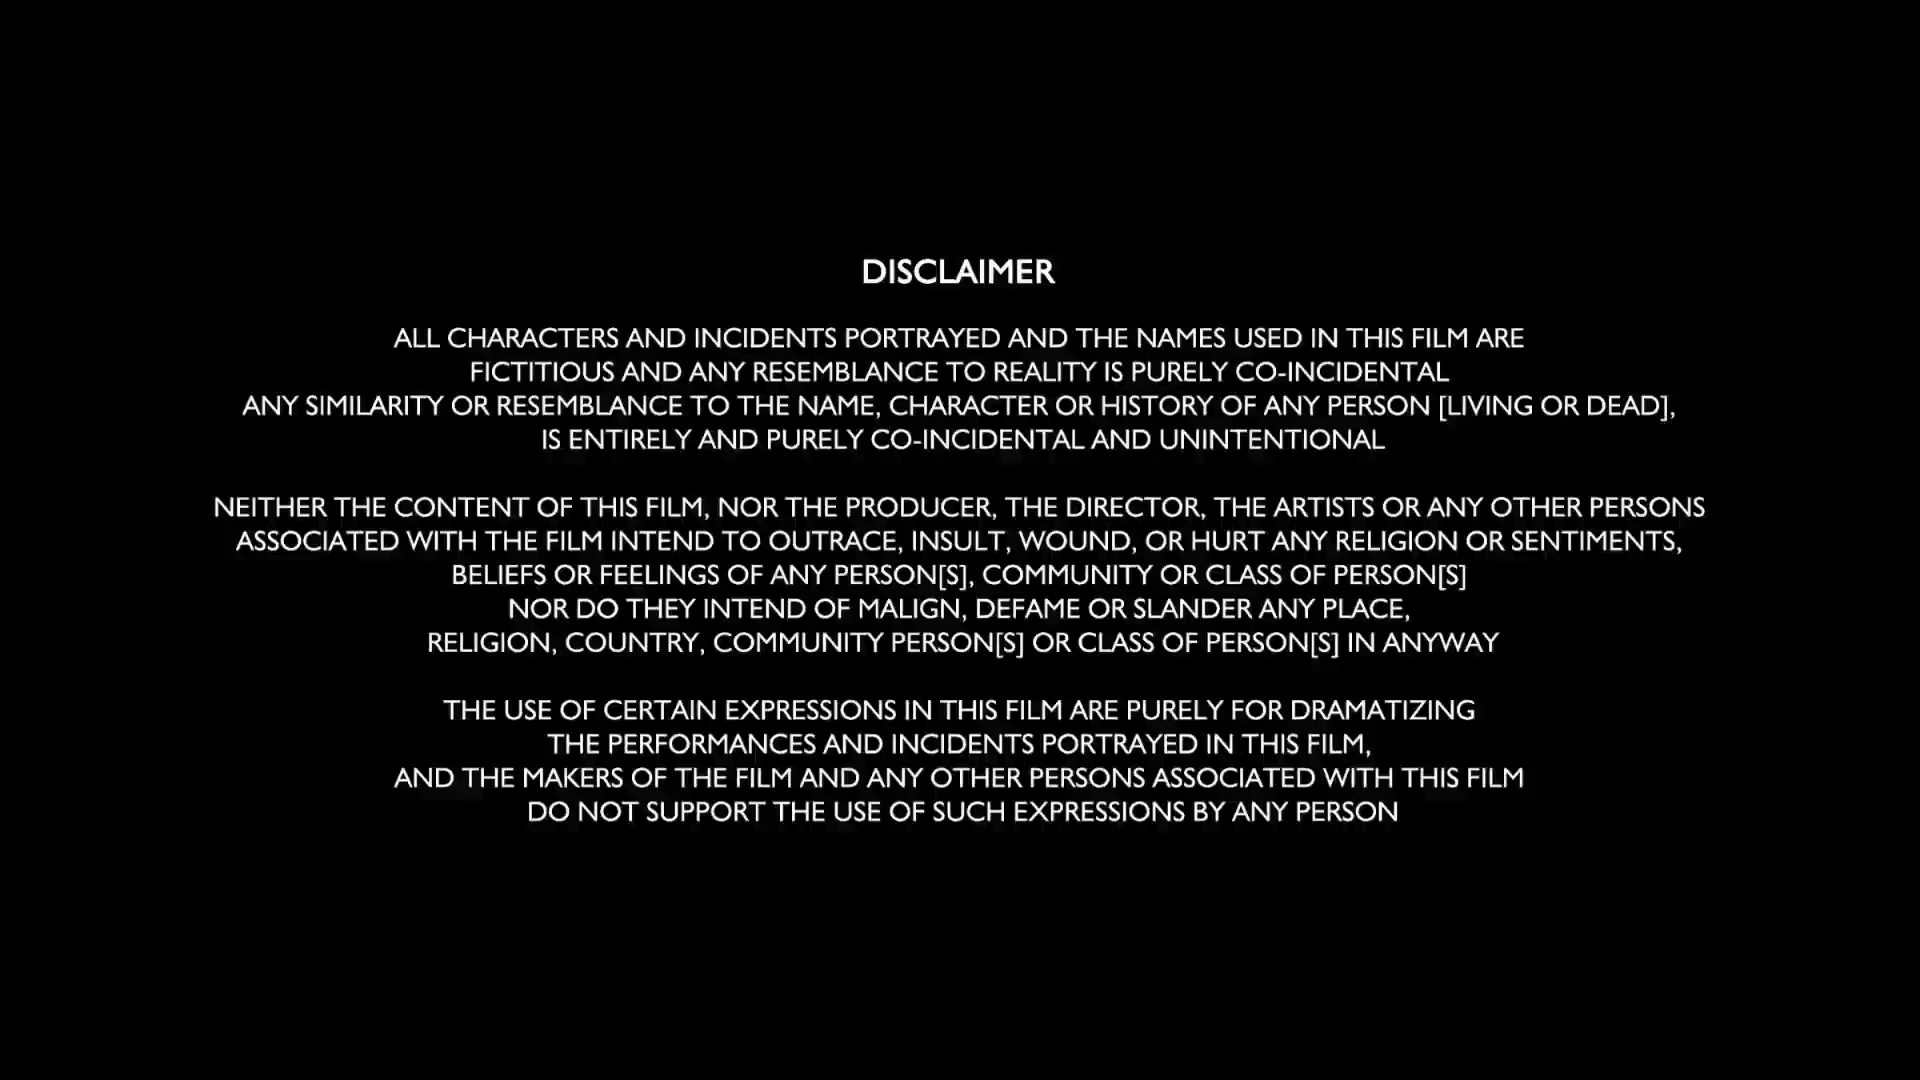 DISCLAIMER
ALL CHARACTERS AND INCIDENTS PORTRAYED AND THE NAMES USED IN THIS FILM ARE
FICTITIOUS AND ANY RESEMBLANCE TO REALITY IS PURELY CO-INCIDENTAL
ANY SIMILARITY OR RESEMBLANCE TO THE NAME, CHARACTER OR HISTORY OF ANY PERSON [LIVING OR DEAD],
IS ENTIRELY AND PURELY CO-INCIDENTAL AND UNINTENTIONAL
NEITHER THE CONTENT OF THIS FILM, NOR THE PRODUCER, THE DIRECTOR, THE ARTISTS OR ANY OTHER PERSONS
ASSOCIATED WITH THE FILM INTEND TO OUTRACE, INSULT, WOUND, OR HURT ANY RELIGION OR SENTIMENTS,
BELIEFS OR FEELINGS OF ANY PERSON[S], COMMUNITY OR CLASS OF PERSON[S]
NOR DO THEY INTEND OF MALIGN, DEFAME OR SLANDER ANY PLACE,
RELIGION, COUNTRY, COMMUNITY PERSON[S] OR CLASS OF PERSON[S] IN ANYWAY
THE USE OF CERTAIN EXPRESSIONS IN THIS FILM ARE PURELY FOR DRAMATIZING
THE PERFORMANCES AND INCIDENTS PORTRAYED IN THIS FILM,
AND THE MAKERS OF THE FILM AND ANY OTHER PERSONS ASSOCIATED WITH THIS FILM
DO NOT SUPPORT THE USE OF SUCH EXPRESSIONS BY ANY PERSON